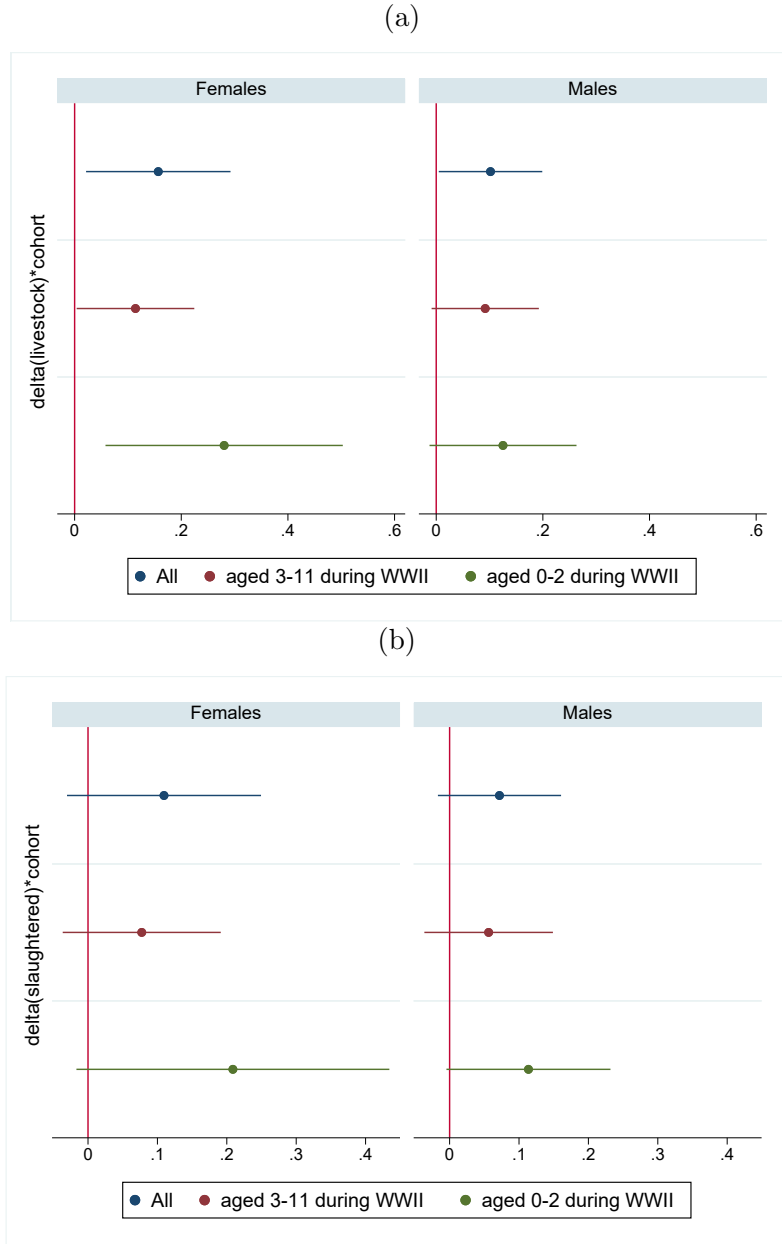 (a)
Females Males
delta(livestock)*cohort
0 .2 .4 .6 0 .2 .4 .6
All aged 3-11 during WWII aged 0-2 during WWII
(b)
Females Males
delta(slaughtered)*cohort
0 .1 .2 .3 .4 0 .1 .2 .3 .4
All aged 3-11 during WWII aged 0-2 during WWII